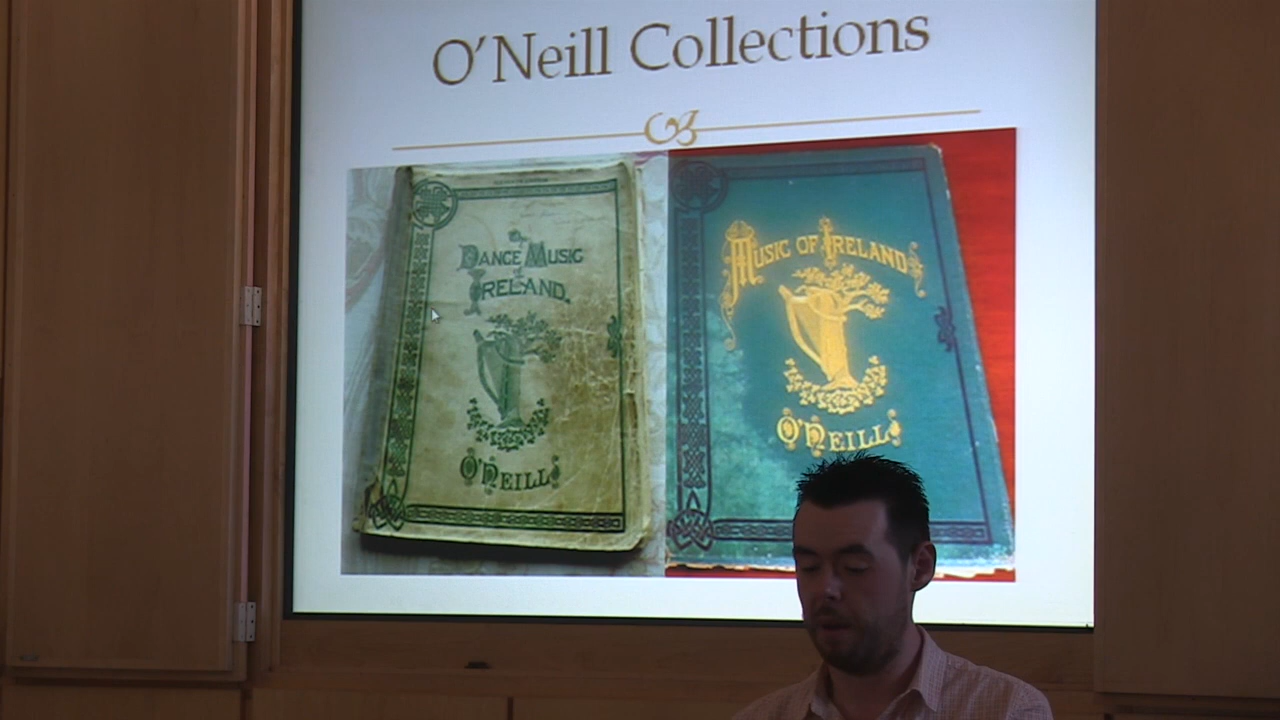 O'Neill Collections
The
DANCE MUSIC
of
IRELAND.
O'NEILL
MUSIC OF IRELAND
O'NEILL